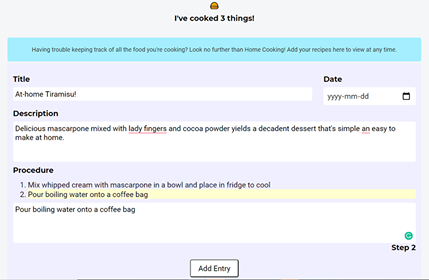 I've cooked 3 things!
Having trouble keeping track of all the food you're cooking? Look no further than Home Cooking! Add your recipes here to view at any time.
Title
Date
At-home Tiramisu!
yyyy-mm-dd
Description
Delicious mascarpone mixed with lady fingers and cocoa powder yields a decadent dessert that's simple an easy to
make at home.
Procedure
1. Mix whipped cream with mascarpone in a bowl and place in fridge to cool
2. Pour boiling water onto a coffee bag
Pour boiling water onto a coffee bag
Step 2
Add Entry